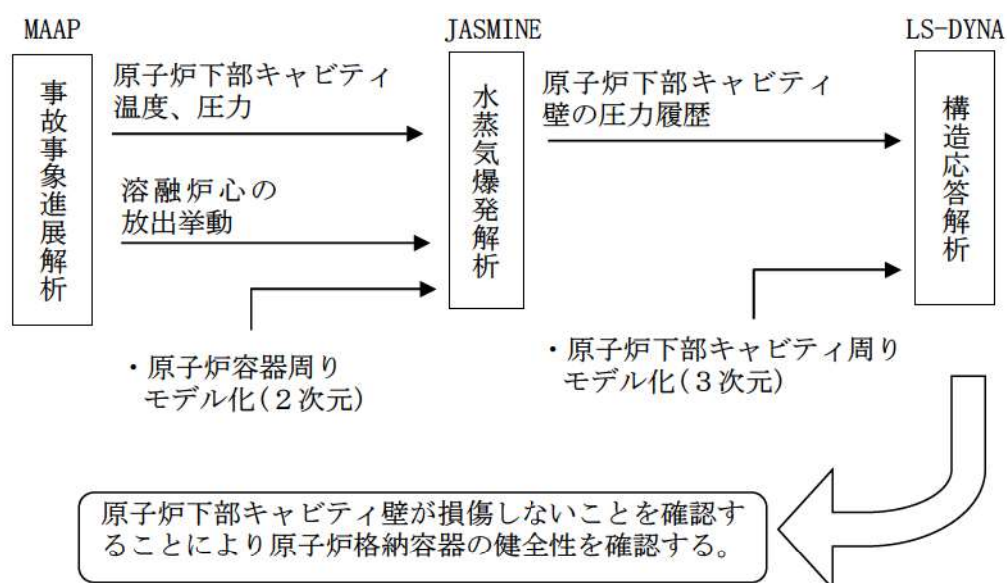 MAAP
JASMINE
LS-DYNA
事故事象進展解析
原子炉下部キャビティ
温度、圧力
溶融炉心の
放出挙動
水蒸気爆発解析
原子炉下部キャビティ
壁の圧力履歴
構造応答解析
・原子炉容器周り
モデル化(２次元)
・原子炉下部キャビティ周り
モデル化(３次元)
原子炉下部キャビティ壁が損傷しないことを確認す
ることにより原子炉格納容器の健全性を確認する。